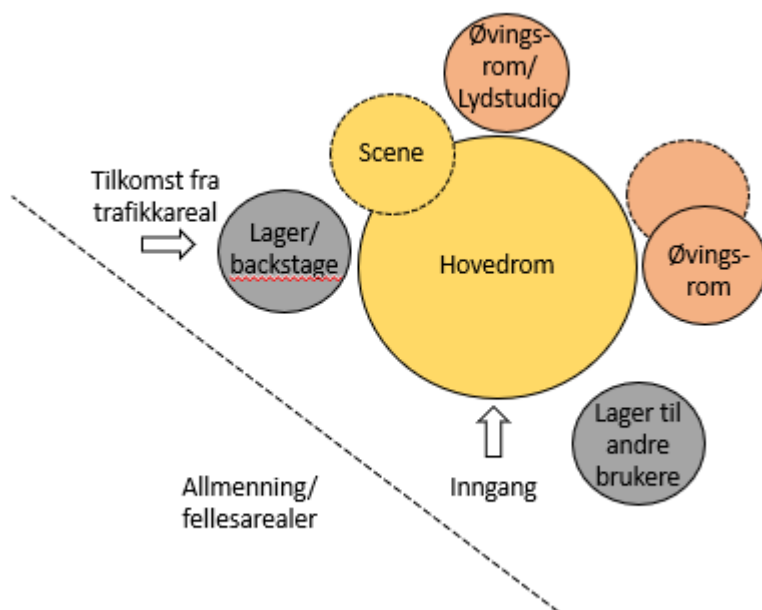 Øvings-
rom/
Lydstudio
Scene
Tilkomst fra
trafikkareal
Lager/
backstage
Hovedrom
Øvings-
rom
Lager til
andre
brukere
Allmenning/
fellesarealer
Inngang